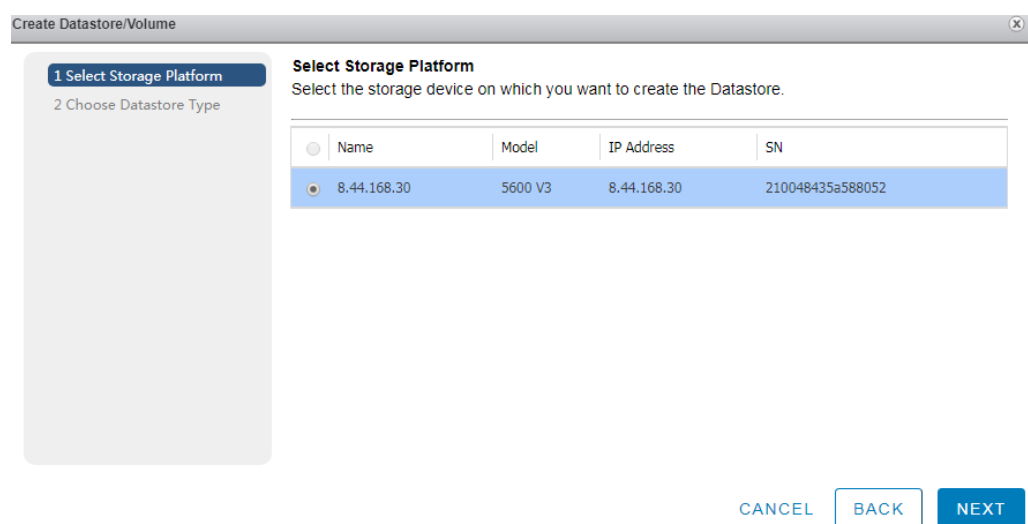 Create Datastore/Volume
1 Select Storage Platform
2 Choose Datastore Type
Select Storage Platform
Select the storage device on which you want to create the Datastore.
Name Model IP Address SN
8.44.168.30 5600 V3 8.44.168.30 210048435a588052
CANCEL BACK NEXT